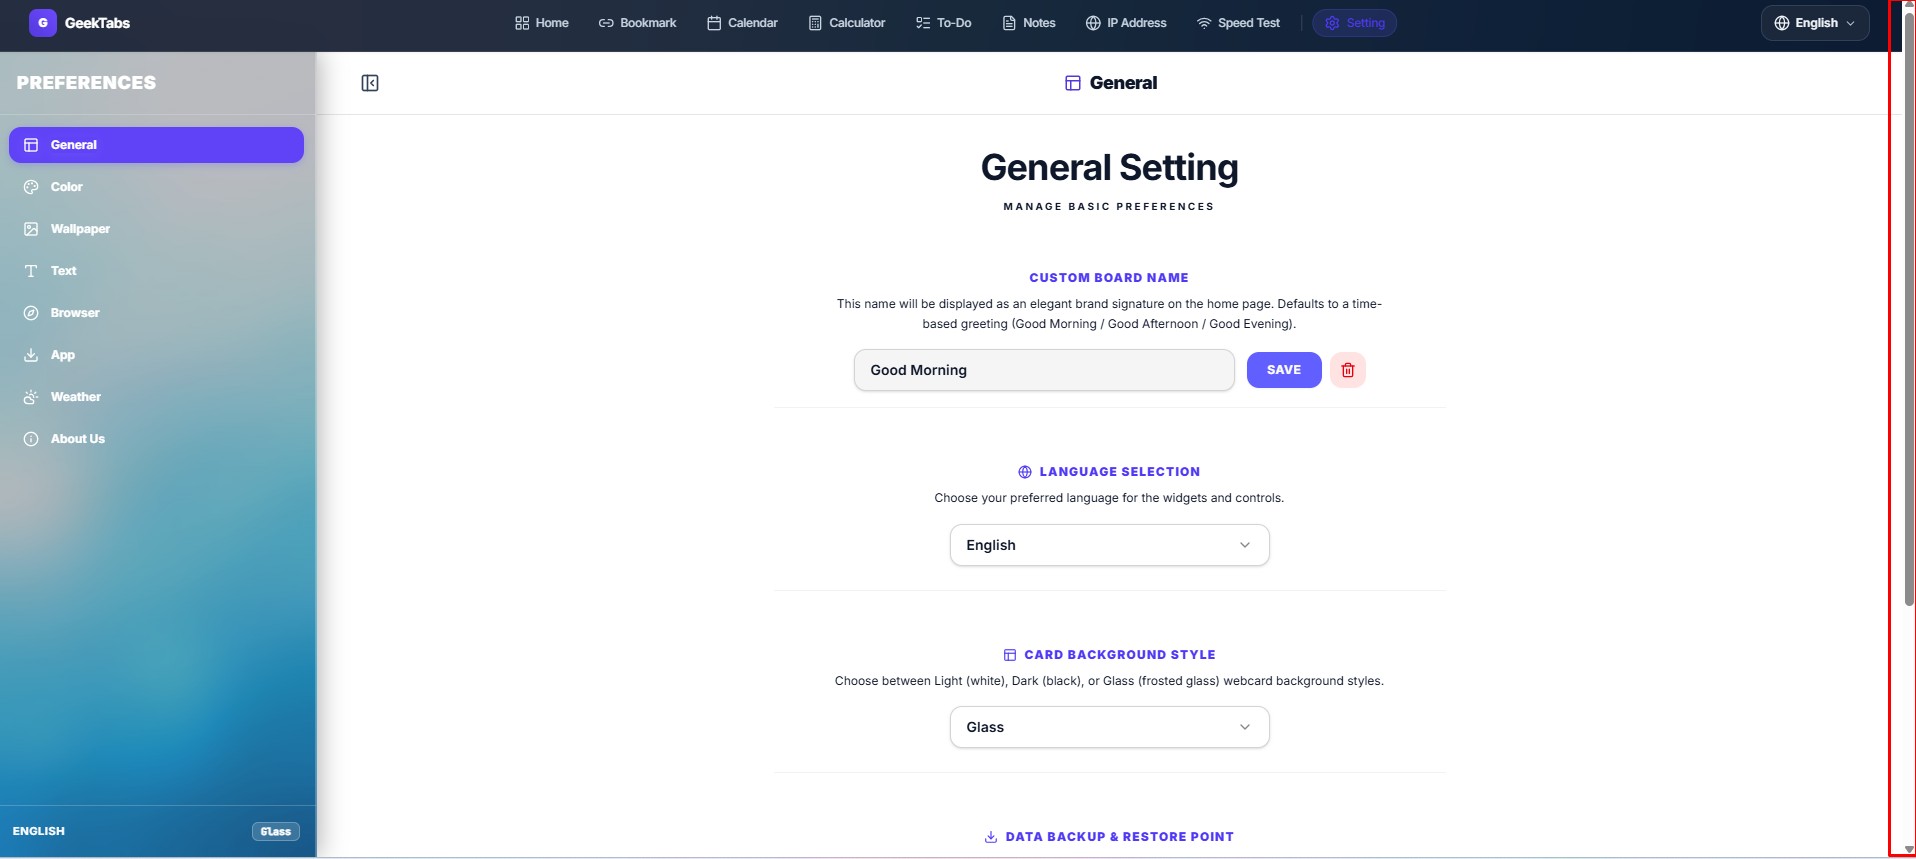 G GeekTabs
Home Bookmark Calendar Calculator To-Do Notes IP Address Speed Test Setting English
PREFERENCES
General
Color
Wallpaper
Text
Browser
App
Weather
About Us
ENGLISH Glass
General
General Setting
MANAGE BASIC PREFERENCES
CUSTOM BOARD NAME
This name will be displayed as an elegant brand signature on the home page. Defaults to a time-
based greeting (Good Morning / Good Afternoon / Good Evening).
Good Morning SAVE
LANGUAGE SELECTION
Choose your preferred language for the widgets and controls.
English
CARD BACKGROUND STYLE
Choose between Light (white), Dark (black), or Glass (frosted glass) webcard background styles.
Glass
DATA BACKUP & RESTORE POINT